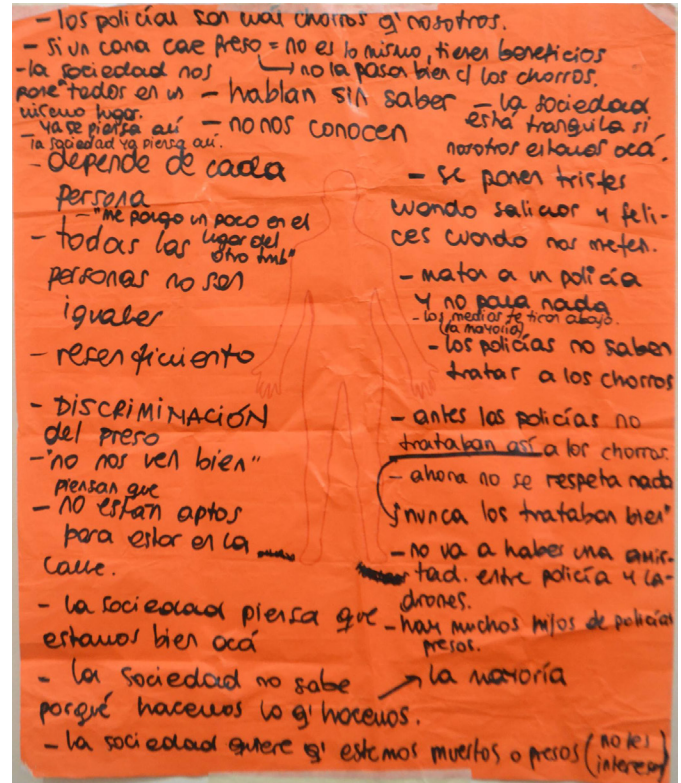 - los policías son más chorros q' nosotros.
- Si un cana cae preso = no es lo mismo, tienen beneficios
↳ no la pasan bien c/ los chorros.
- la sociedad nos
pone "todos en un
mismo lugar.
- ya se piensa así
la sociedad ya piensa así.
- hablan sin saber
- no nos conocen
- la sociedad
está tranquila si
nosotros estamos acá.
- depende de cada
persona
- "me pongo un poco en el
lugar del
otro tmb"
- todas las
personas no son
iguales
- resentimiento
- DISCRIMINACIÓN
del preso
- "no nos ven bien"
piensan que
- no están aptos
para estar en la
calle.
- la sociedad piensa que
estamos bien acá
- la sociedad no sabe
porqué hacemos lo q' hacemos.
- la sociedad quiere q' estemos muertos o presos (no les
interesa)
- se ponen tristes
cuando salimos y feli-
ces cuando nos meten.
- matan a un policía
y no pasa nada
- los medios te tiran abajo.
(la mayoría)
- los policías no saben
tratar a los chorros
- antes los policías no
trataban así a los chorros.
- ahora no se respeta nada
"nunca los trataban bien"
- no va a haber una amis-
tad. entre policía y la-
drones.
- hay muchos hijos de policías
presos.
→ la mayoría